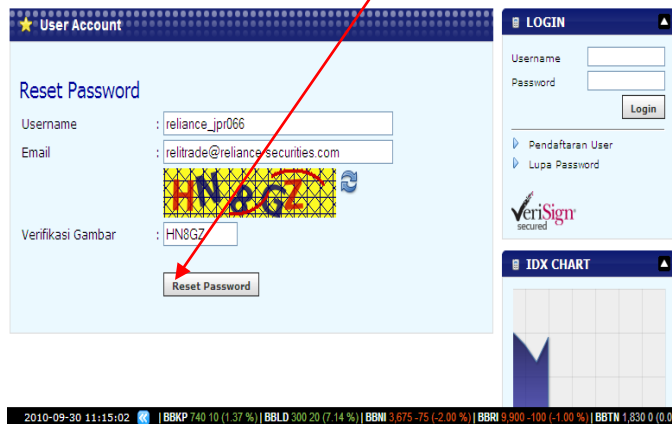 User Account
Reset Password
Username : reliance_jpr066
Email : relitrade@reliance-securities.com
HN8GZ
Verifikasi Gambar : HN8GZ
Reset Password
LOGIN
Username
Password
Login
Pendaftaran User
Lupa Password
VeriSign
secured
IDX CHART
2010-09-30 11:15:02 | BBKP 740 10 (1.37 %) | BBLD 300 20 (7.14 %) | BBNI 3,675 -75 (-2.00 %) | BBRI 9,900 -100 (-1.00 %) | BBTN 1,830 0 (0.0